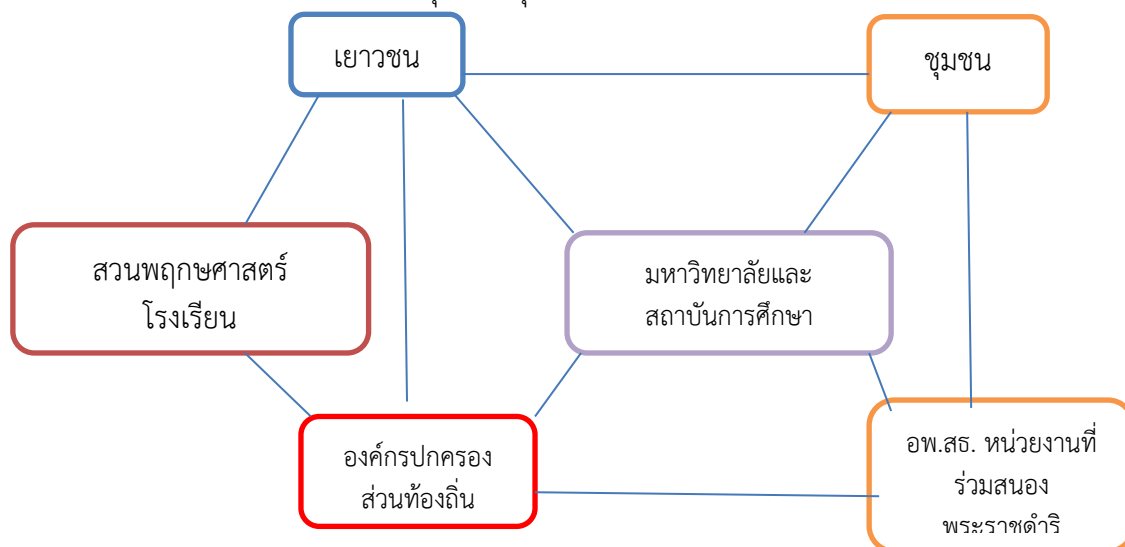 เยาวชน
ชุมชน
สวนพฤกษศาสตร์
โรงเรียน
มหาวิทยาลัยและ
สถาบันการศึกษา
องค์กรปกครอง
ส่วนท้องถิ่น
อพ.สธ. หน่วยงานที่
ร่วมสนอง
พระราชดำริ